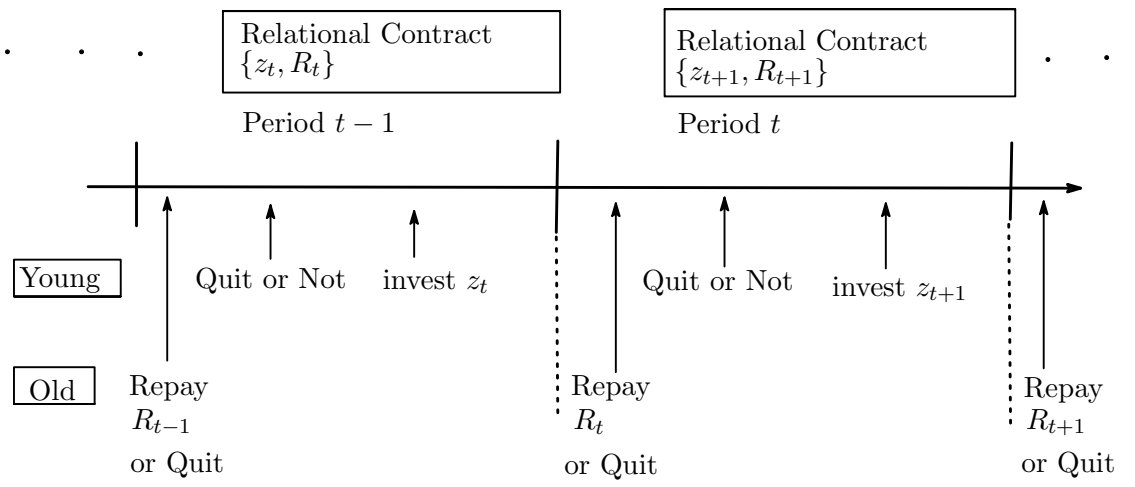 Relational Contract
{z_t, R_t}
Relational Contract
{z_{t+1}, R_{t+1}}
Period t − 1
Period t
Young
Quit or Not
invest z_t
Quit or Not
invest z_{t+1}
Old
Repay
R_{t−1}
or Quit
Repay
R_t
or Quit
Repay
R_{t+1}
or Quit